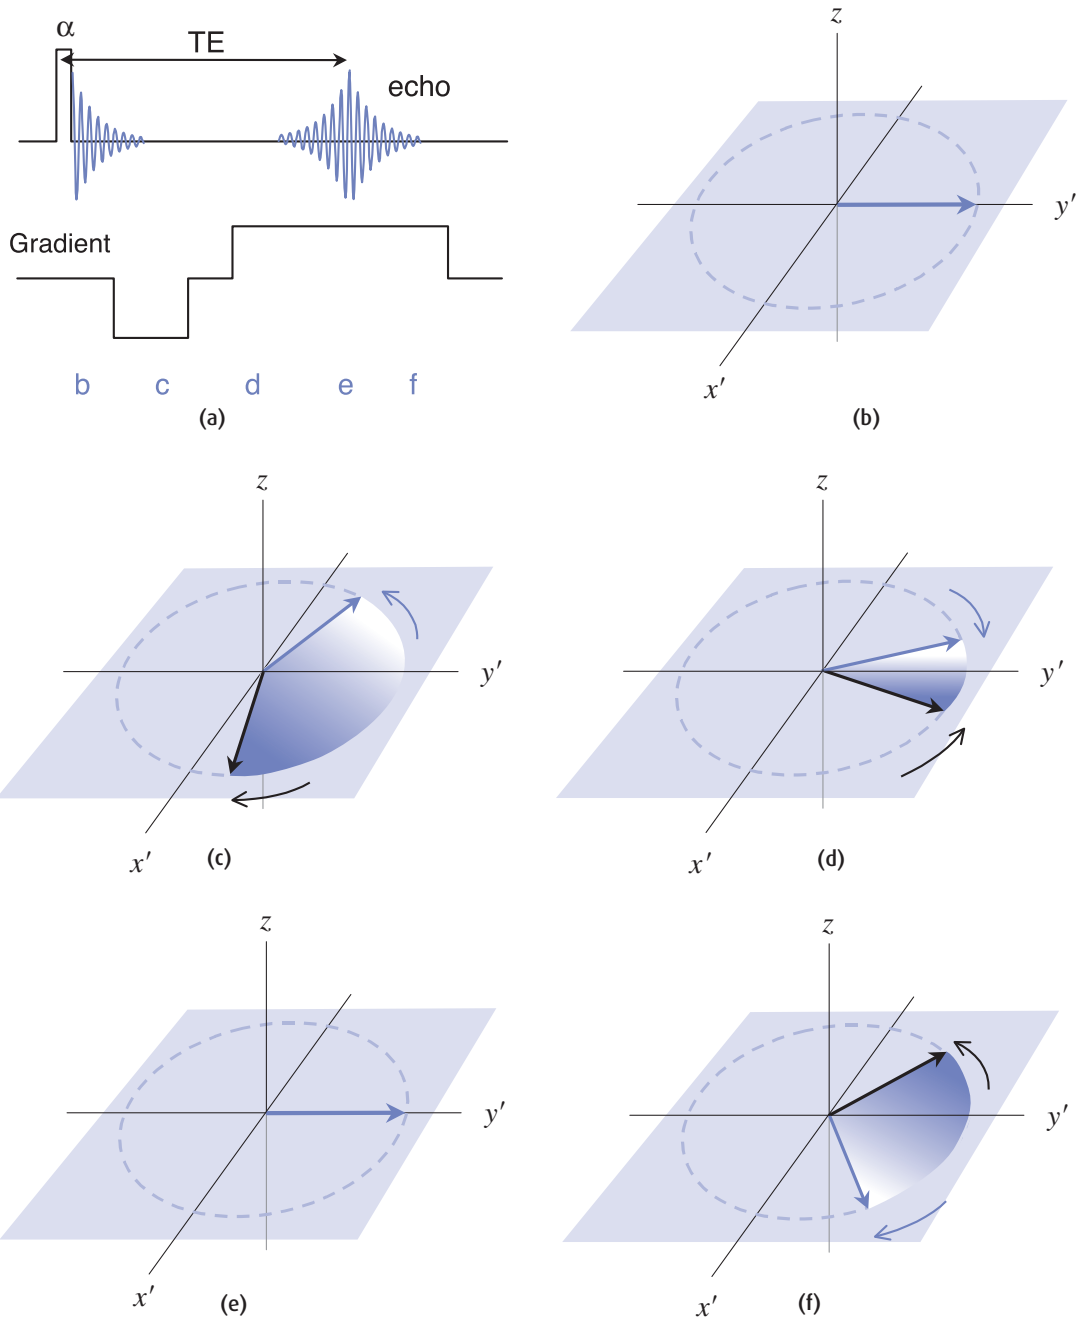 α
TE
echo
Gradient
b c d e f
(a)
z
y′
x′
(b)
z
y′
x′
(c)
z
y′
x′
(d)
z
y′
x′
(e)
z
y′
x′
(f)